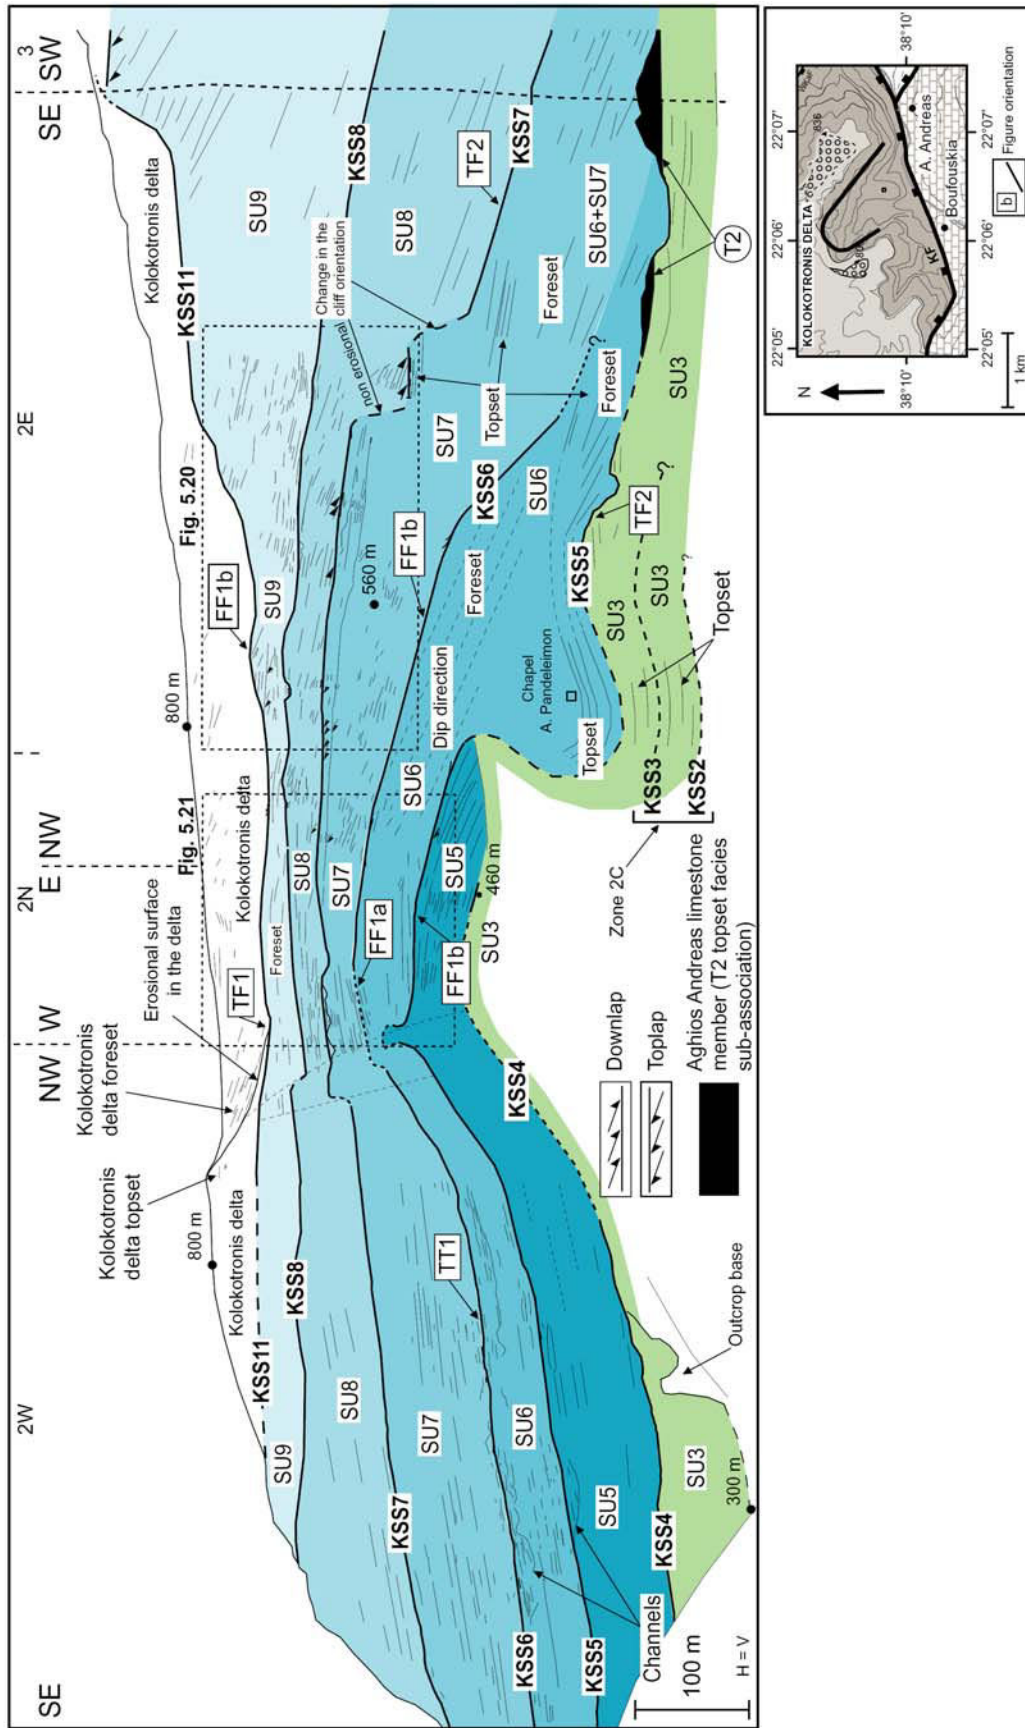 SE
2W
NW
W
2N
E
NW
2E
SE
3
SW
800 m
Kolokotronis
delta topset
Kolokotronis
delta foreset
Erosional surface
in the delta
TF1
Fig. 5.21
800 m
Fig. 5.20
FF1b
Kolokotronis delta
Kolokotronis delta
Kolokotronis delta
KSS11
KSS11
SU9
KSS8
Foreset
SU8
SU9
SU9
KSS8
SU8
SU8
KSS7
SU7
SU7
560 m
non erosional
Change in the
cliff orientation
TF2
KSS7
TT1
FF1a
SU6
Dip direction
FF1b
Foreset
KSS6
SU7
Topset
Foreset
SU6+SU7
KSS6
SU6
SU5
FF1b
SU6
Foreset
?
Chapel
A. Pandeleimon
Topset
KSS5
TF2
KSS5
SU5
KSS4
KSS4
SU3
460 m
SU3
SU3
SU3
SU3
?
?
T2
Channels
SU3
300 m
Outcrop base
KSS3
KSS2
Topset
Zone 2C
100 m
H = V
Downlap
Toplap
Aghios Andreas limestone
member (T2 topset facies
sub-association)
N
KOLOKOTRONIS DELTA
836
KF
A. Andreas
Boufouskia
38°10'
38°10'
22°05'
22°06'
22°07'
22°05'
22°06'
22°07'
1 km
b
Figure orientation